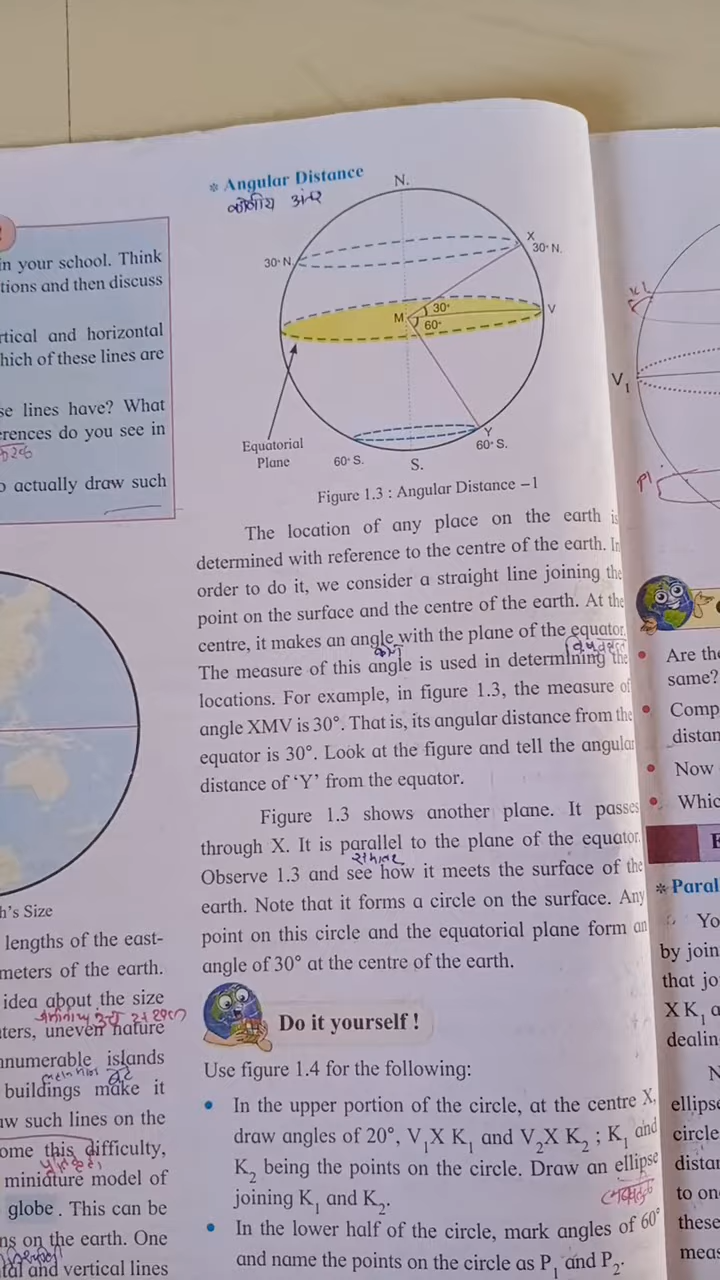 in your school. Think
tions and then discuss
rtical and horizontal
hich of these lines are
se lines have? What
erences do you see in
फरक
o actually draw such
h's Size
lengths of the east-
meters of the earth.
idea about the size
ters, uneven nature
nnumerable islands
buildings make it
aw such lines on the
ome this difficulty,
miniature model of
globe. This can be
ns on the earth. One
tal and vertical lines
* Angular Distance
कोनीय अंतर
N.
X
30° N.
30° N.
M
30°
60°
V
Equatorial
Plane
60° S.
S.
Y
60° S.
Figure 1.3 : Angular Distance –1
The location of any place on the earth is
determined with reference to the centre of the earth. In
order to do it, we consider a straight line joining the
point on the surface and the centre of the earth. At the
centre, it makes an angle with the plane of the equator.
कोन
The measure of this angle is used in determining the
locations. For example, in figure 1.3, the measure of
angle XMV is 30°. That is, its angular distance from the
equator is 30°. Look at the figure and tell the angular
distance of ‘Y’ from the equator.
Figure 1.3 shows another plane. It passes
through X. It is parallel to the plane of the equator.
समांतर
Observe 1.3 and see how it meets the surface of the
earth. Note that it forms a circle on the surface. Any
point on this circle and the equatorial plane form an
angle of 30° at the centre of the earth.
Do it yourself !
Use figure 1.4 for the following:
• In the upper portion of the circle, at the centre X,
draw angles of 20°, V₁X K₁ and V₂X K₂ ; K₁ and
K₂ being the points on the circle. Draw an ellipse
joining K₁ and K₂.
• In the lower half of the circle, mark angles of 60°
and name the points on the circle as P₁ and P₂.
K1
V₁
P1
• Are the
same?
• Comp
distan
• Now
• Whic
* Paral
Yo
by join
that jo
X K₁ a
dealin
N
ellipse
circle
distan
to on
these
meas